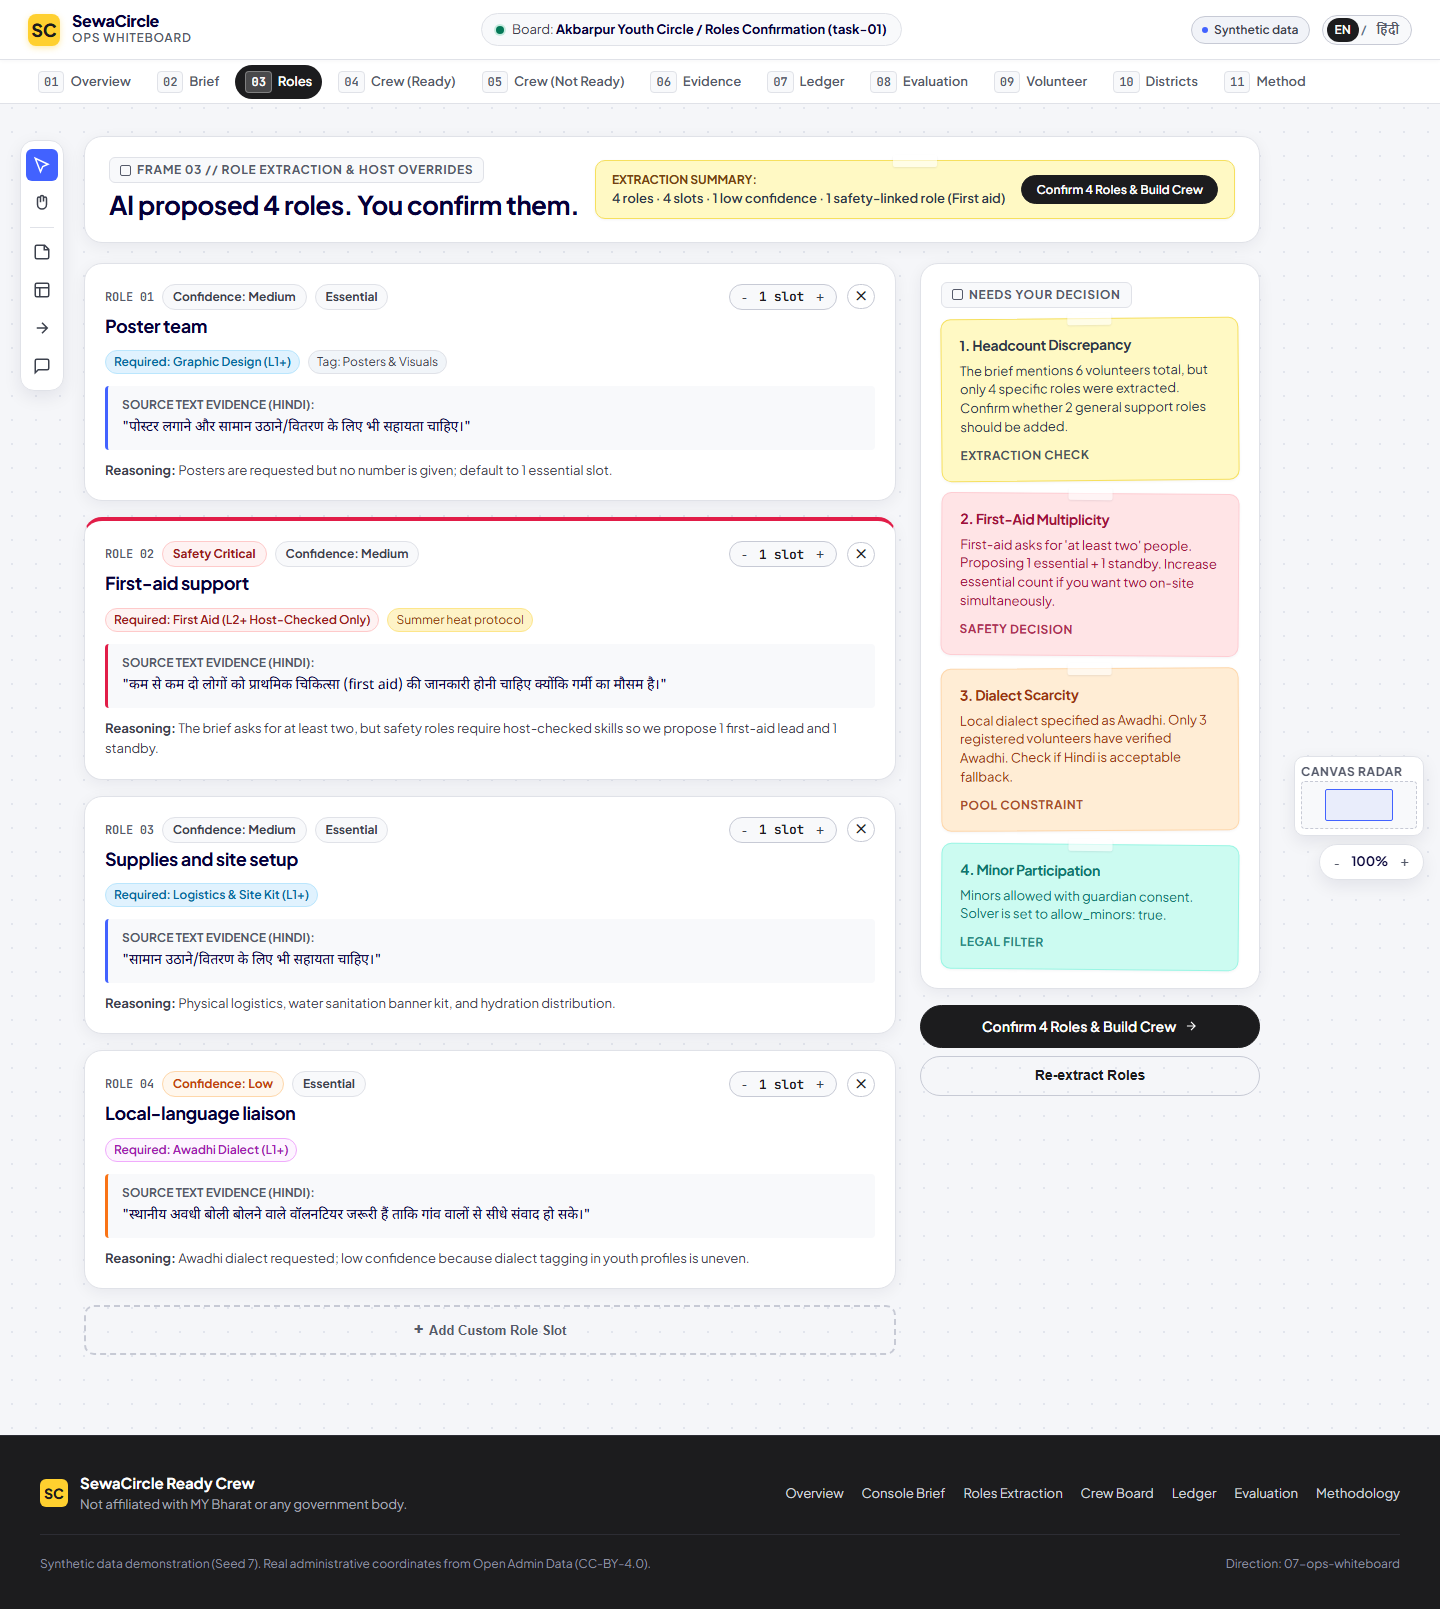 SC
SewaCircle
OPS WHITEBOARD
Board: Akbarpur Youth Circle / Roles Confirmation (task-01)
Synthetic data
EN / हिंदी
01 Overview
02 Brief
03 Roles
04 Crew (Ready)
05 Crew (Not Ready)
06 Evidence
07 Ledger
08 Evaluation
09 Volunteer
10 Districts
11 Method
FRAME 03 // ROLE EXTRACTION & HOST OVERRIDES
AI proposed 4 roles. You confirm them.
EXTRACTION SUMMARY:
4 roles · 4 slots · 1 low confidence · 1 safety-linked role (First aid)
Confirm 4 Roles & Build Crew
ROLE 01 Confidence: Medium Essential
- 1 slot + ✕
Poster team
Required: Graphic Design (L1+) Tag: Posters & Visuals
SOURCE TEXT EVIDENCE (HINDI):
"पोस्टर लगाने और सामान उठाने/वितरण के लिए भी सहायता चाहिए।"
Reasoning: Posters are requested but no number is given; default to 1 essential slot.
ROLE 02 Safety Critical Confidence: Medium
- 1 slot + ✕
First-aid support
Required: First Aid (L2+ Host-Checked Only) Summer heat protocol
SOURCE TEXT EVIDENCE (HINDI):
"कम से कम दो लोगों को प्राथमिक चिकित्सा (first aid) की जानकारी होनी चाहिए क्योंकि गर्मी का मौसम है।"
Reasoning: The brief asks for at least two, but safety roles require host-checked skills so we propose 1 first-aid lead and 1
standby.
ROLE 03 Confidence: Medium Essential
- 1 slot + ✕
Supplies and site setup
Required: Logistics & Site Kit (L1+)
SOURCE TEXT EVIDENCE (HINDI):
"सामान उठाने/वितरण के लिए भी सहायता चाहिए।"
Reasoning: Physical logistics, water sanitation banner kit, and hydration distribution.
ROLE 04 Confidence: Low Essential
- 1 slot + ✕
Local-language liaison
Required: Awadhi Dialect (L1+)
SOURCE TEXT EVIDENCE (HINDI):
"स्थानीय अवधी बोली बोलने वाले वॉलनटियर जरूरी हैं ताकि गांव वालों से सीधे संवाद हो सके।"
Reasoning: Awadhi dialect requested; low confidence because dialect tagging in youth profiles is uneven.
+ Add Custom Role Slot
NEEDS YOUR DECISION
1. Headcount Discrepancy
The brief mentions 6 volunteers total, but
only 4 specific roles were extracted.
Confirm whether 2 general support roles
should be added.
EXTRACTION CHECK
2. First-Aid Multiplicity
First-aid asks for 'at least two' people.
Proposing 1 essential + 1 standby. Increase
essential count if you want two on-site
simultaneously.
SAFETY DECISION
3. Dialect Scarcity
Local dialect specified as Awadhi. Only 3
registered volunteers have verified
Awadhi. Check if Hindi is acceptable
fallback.
POOL CONSTRAINT
4. Minor Participation
Minors allowed with guardian consent.
Solver is set to allow_minors: true.
LEGAL FILTER
Confirm 4 Roles & Build Crew →
Re-extract Roles
CANVAS RADAR
- 100% +
SC
SewaCircle Ready Crew
Not affiliated with MY Bharat or any government body.
Overview
Console Brief
Roles Extraction
Crew Board
Ledger
Evaluation
Methodology
Synthetic data demonstration (Seed 7). Real administrative coordinates from Open Admin Data (CC-BY-4.0).
Direction: 07-ops-whiteboard